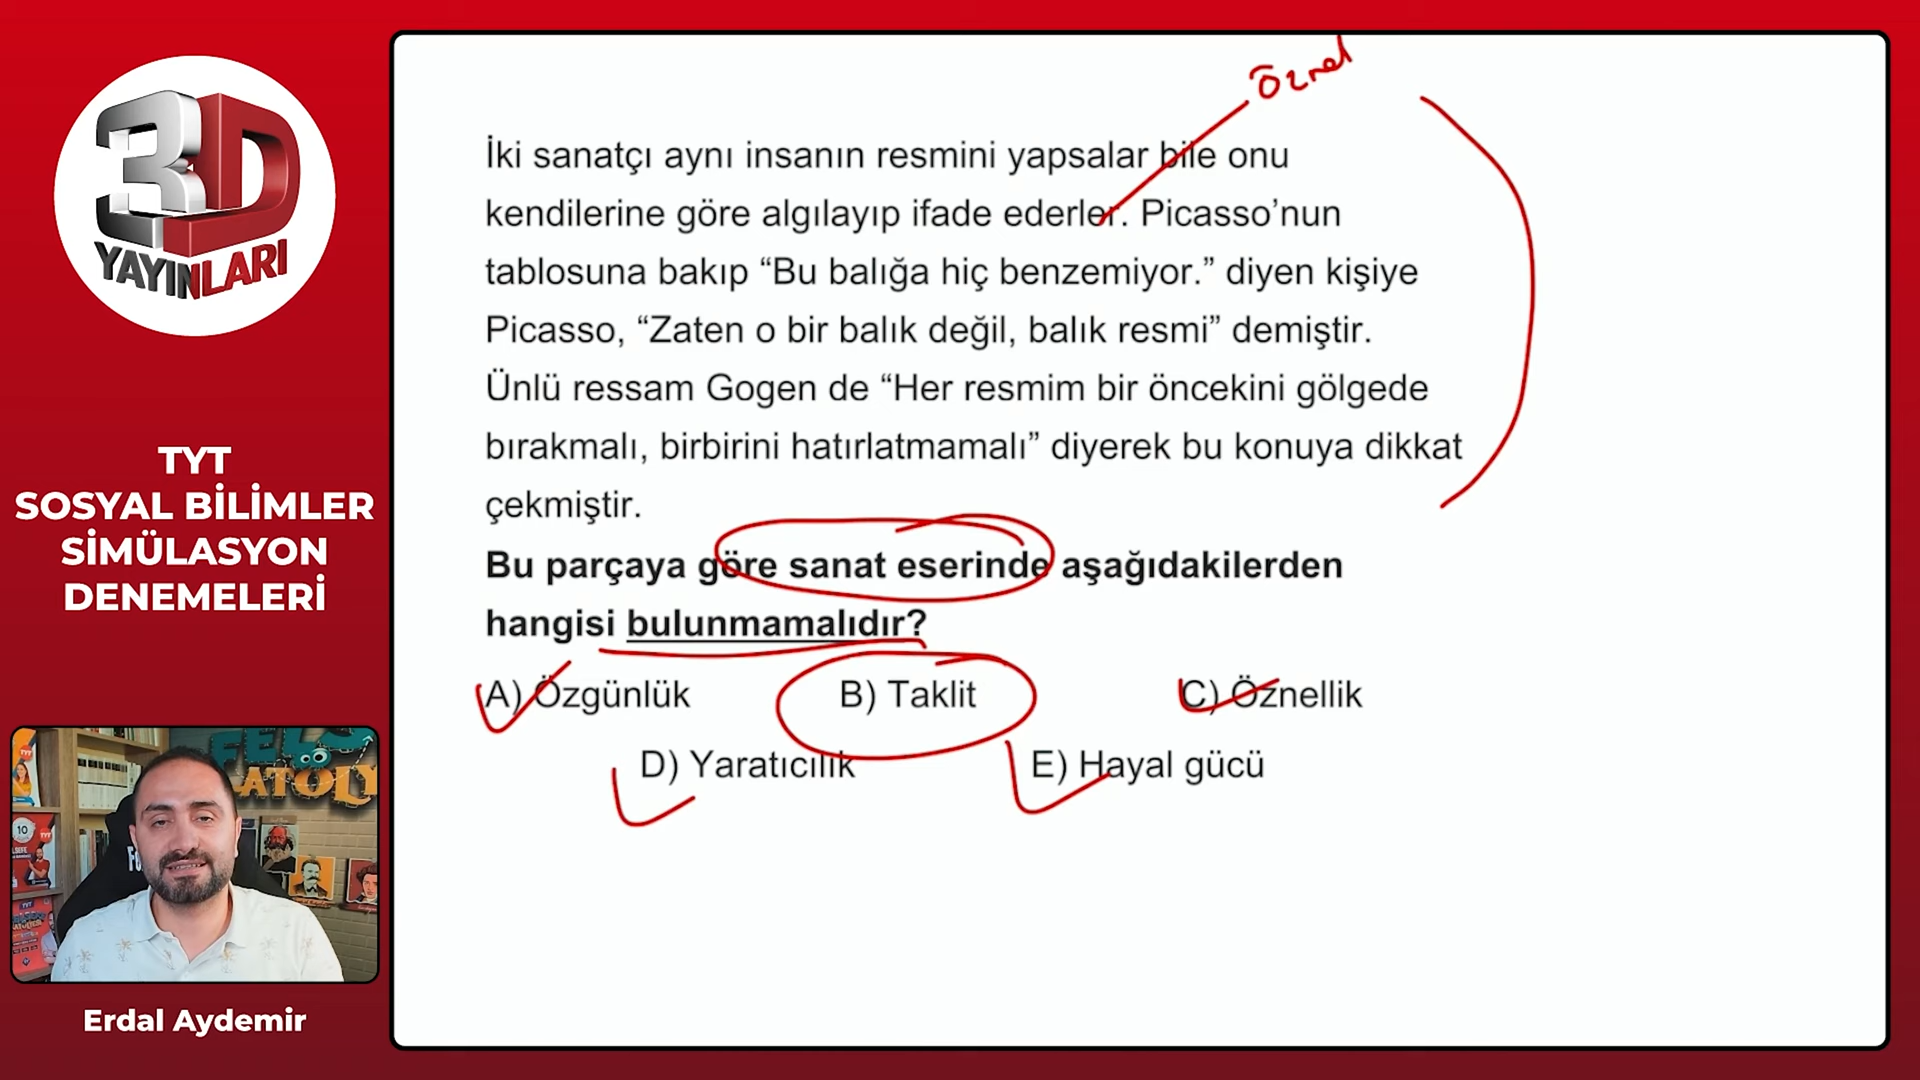 3D
YAYINLARI
TYT
SOSYAL BİLİMLER
SİMÜLASYON
DENEMELERİ
Erdal Aydemir
Öznel
İki sanatçı aynı insanın resmini yapsalar bile onu
kendilerine göre algılayıp ifade ederler. Picasso’nun
tablosuna bakıp “Bu balığa hiç benzemiyor.” diyen kişiye
Picasso, “Zaten o bir balık değil, balık resmi” demiştir.
Ünlü ressam Gogen de “Her resmim bir öncekini gölgede
bırakmalı, birbirini hatırlatmamalı” diyerek bu konuya dikkat
çekmiştir.
Bu parçaya göre sanat eserinde aşağıdakilerden
hangisi bulunmamalıdır?
A) Özgünlük B) Taklit C) Öznellik
D) Yaratıcılık E) Hayal gücü